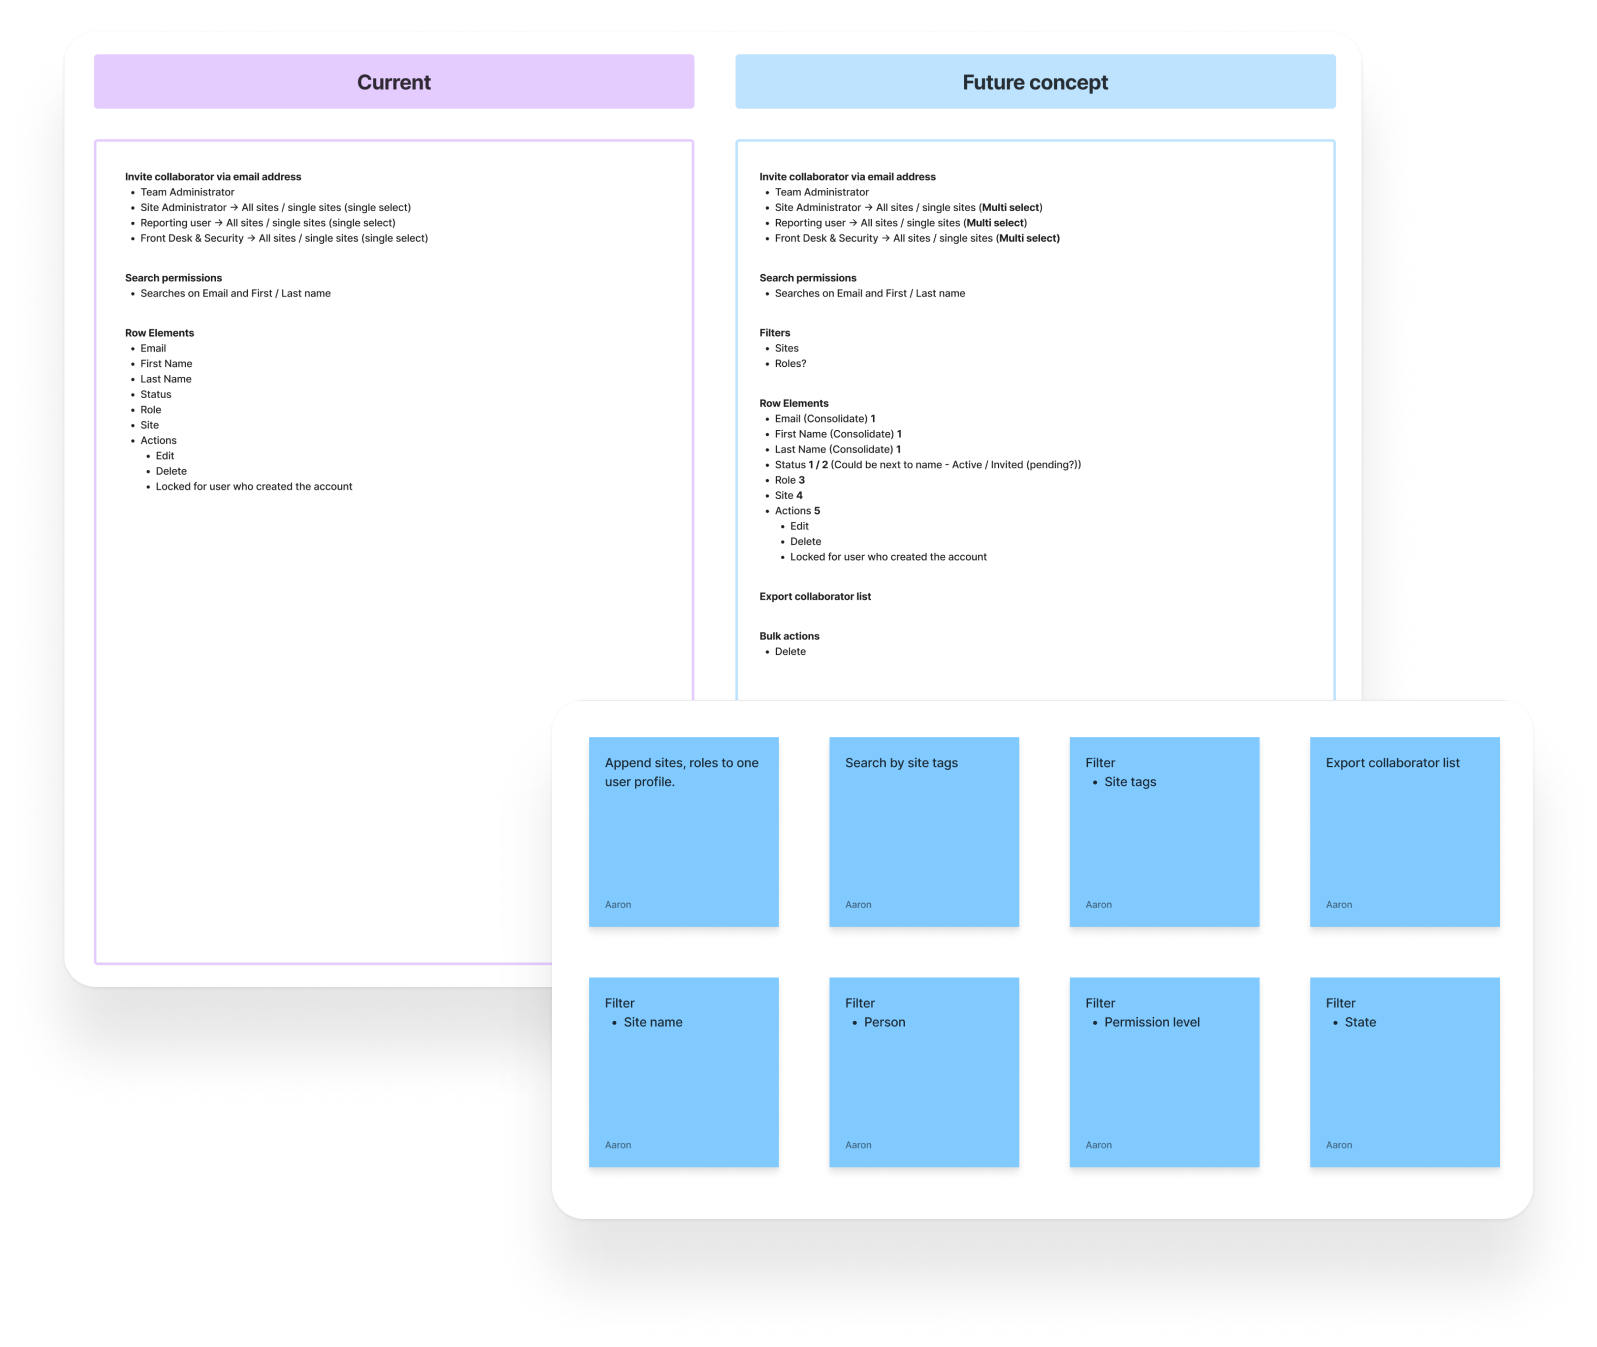 Current
Invite collaborator via email address
• Team Administrator
• Site Administrator → All sites / single sites (single select)
• Reporting user → All sites / single sites (single select)
• Front Desk & Security → All sites / single sites (single select)
Search permissions
• Searches on Email and First / Last name
Row Elements
• Email
• First Name
• Last Name
• Status
• Role
• Site
• Actions
• Edit
• Delete
• Locked for user who created the account
Future concept
Invite collaborator via email address
• Team Administrator
• Site Administrator → All sites / single sites (Multi select)
• Reporting user → All sites / single sites (Multi select)
• Front Desk & Security → All sites / single sites (Multi select)
Search permissions
• Searches on Email and First / Last name
Filters
• Sites
• Roles?
Row Elements
• Email (Consolidate) 1
• First Name (Consolidate) 1
• Last Name (Consolidate) 1
• Status 1 / 2 (Could be next to name - Active / Invited (pending?))
• Role 3
• Site 4
• Actions 5
• Edit
• Delete
• Locked for user who created the account
Export collaborator list
Bulk actions
• Delete
Append sites, roles to one
user profile.
Aaron
Search by site tags
Aaron
Filter
• Site tags
Aaron
Export collaborator list
Aaron
Filter
• Site name
Aaron
Filter
• Person
Aaron
Filter
• Permission level
Aaron
Filter
• State
Aaron